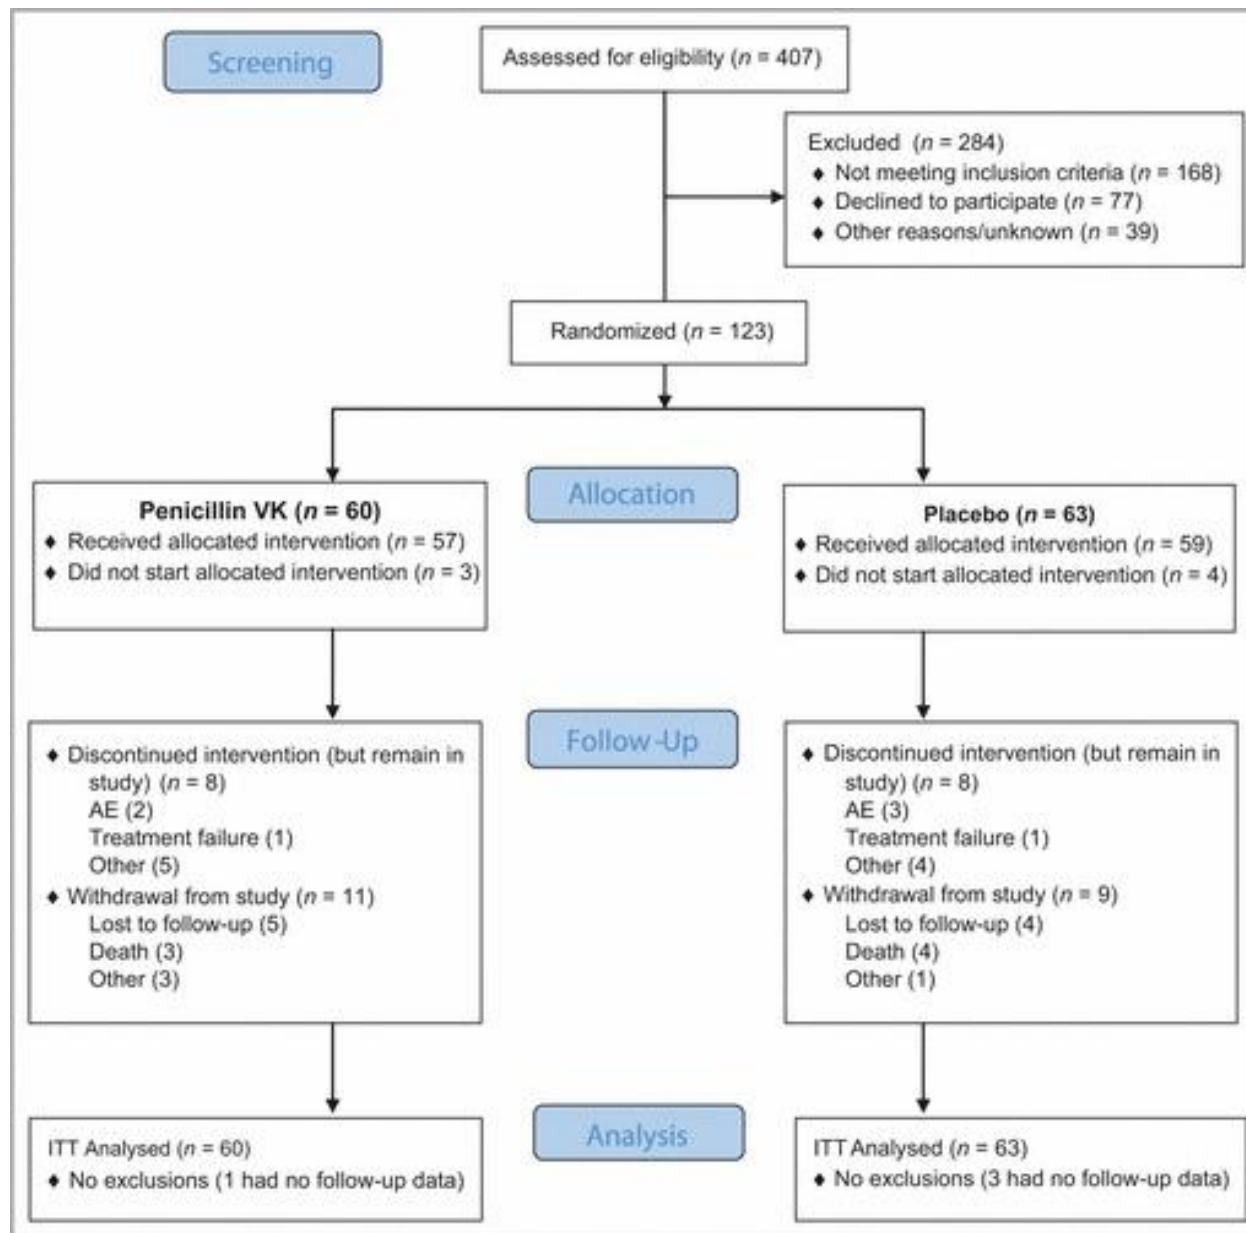 Screening
Assessed for eligibility (n = 407)
Excluded (n = 284)
♦ Not meeting inclusion criteria (n = 168)
♦ Declined to participate (n = 77)
♦ Other reasons/unknown (n = 39)
Randomized (n = 123)
Allocation
Penicillin VK (n = 60)
♦ Received allocated intervention (n = 57)
♦ Did not start allocated intervention (n = 3)
Placebo (n = 63)
♦ Received allocated intervention (n = 59)
♦ Did not start allocated intervention (n = 4)
Follow-Up
♦ Discontinued intervention (but remain in
study) (n = 8)
AE (2)
Treatment failure (1)
Other (5)
♦ Withdrawal from study (n = 11)
Lost to follow-up (5)
Death (3)
Other (3)
♦ Discontinued intervention (but remain in
study) (n = 8)
AE (3)
Treatment failure (1)
Other (4)
♦ Withdrawal from study (n = 9)
Lost to follow-up (4)
Death (4)
Other (1)
Analysis
ITT Analysed (n = 60)
♦ No exclusions (1 had no follow-up data)
ITT Analysed (n = 63)
♦ No exclusions (3 had no follow-up data)